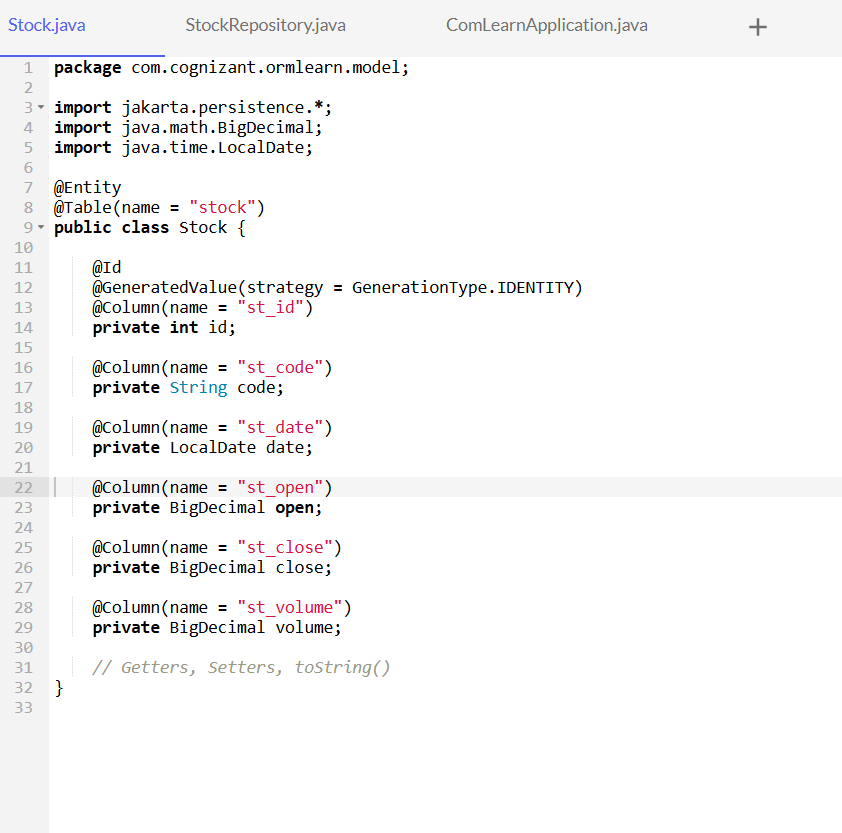 Stock.java StockRepository.java ComLearnApplication.java +
1 package com.cognizant.ormlearn.model;
2
3 import jakarta.persistence.*;
4 import java.math.BigDecimal;
5 import java.time.LocalDate;
6
7 @Entity
8 @Table(name = "stock")
9 public class Stock {
10
11 @Id
12 @GeneratedValue(strategy = GenerationType.IDENTITY)
13 @Column(name = "st_id")
14 private int id;
15
16 @Column(name = "st_code")
17 private String code;
18
19 @Column(name = "st_date")
20 private LocalDate date;
21
22 @Column(name = "st_open")
23 private BigDecimal open;
24
25 @Column(name = "st_close")
26 private BigDecimal close;
27
28 @Column(name = "st_volume")
29 private BigDecimal volume;
30
31 // Getters, Setters, toString()
32 }
33